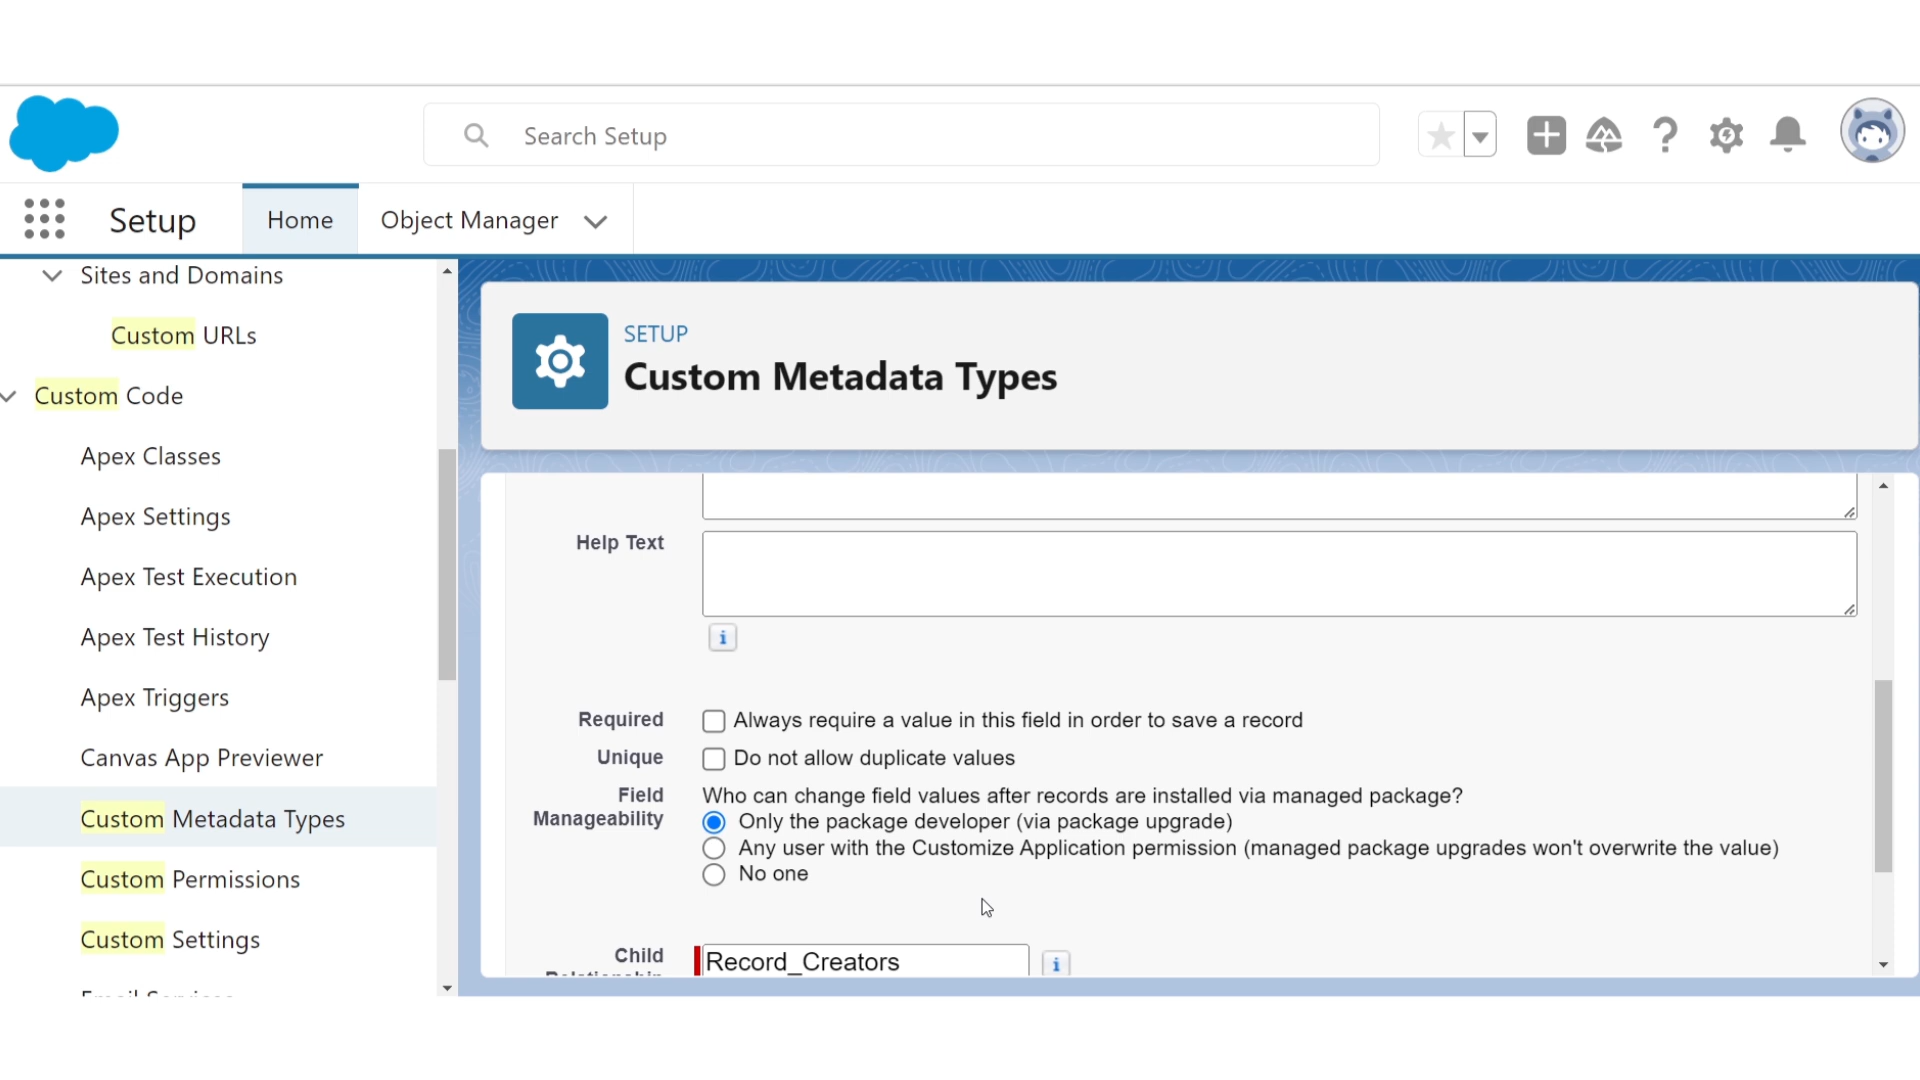 Search Setup
Setup
Home
Object Manager
Sites and Domains
Custom URLs
Custom Code
Apex Classes
Apex Settings
Apex Test Execution
Apex Test History
Apex Triggers
Canvas App Previewer
Custom Metadata Types
Custom Permissions
Custom Settings
SETUP
Custom Metadata Types
Help Text
Required
Always require a value in this field in order to save a record
Unique
Do not allow duplicate values
Field
Manageability
Who can change field values after records are installed via managed package?
Only the package developer (via package upgrade)
Any user with the Customize Application permission (managed package upgrades won't overwrite the value)
No one
Child
Record_Creators